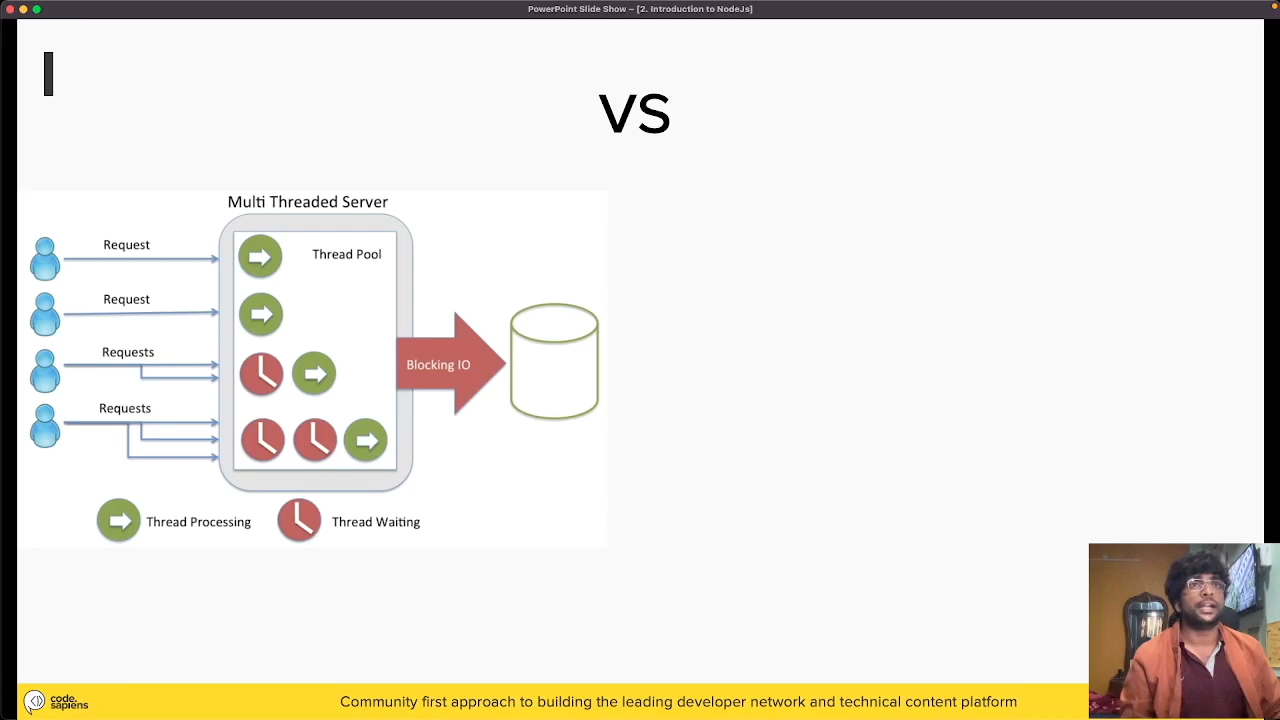 PowerPoint Slide Show – [2. Introduction to NodeJs]
VS
Multi Threaded Server
Request
Thread Pool
Request
Requests
Blocking IO
Requests
Thread Processing
Thread Waiting
code.
sapiens
Community first approach to building the leading developer network and technical content platform